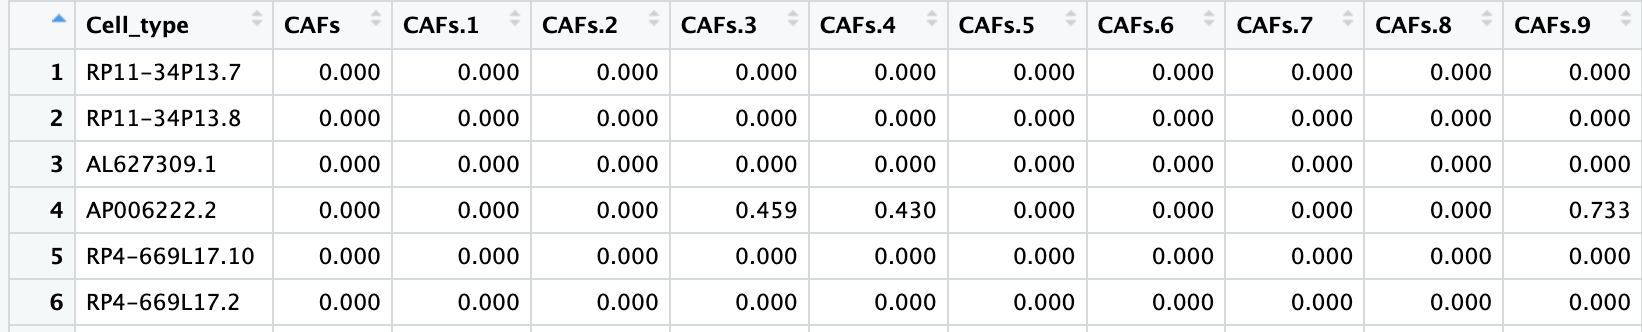 Cell_type CAFs CAFs.1 CAFs.2 CAFs.3 CAFs.4 CAFs.5 CAFs.6 CAFs.7 CAFs.8 CAFs.9
1 RP11-34P13.7 0.000 0.000 0.000 0.000 0.000 0.000 0.000 0.000 0.000 0.000
2 RP11-34P13.8 0.000 0.000 0.000 0.000 0.000 0.000 0.000 0.000 0.000 0.000
3 AL627309.1 0.000 0.000 0.000 0.000 0.000 0.000 0.000 0.000 0.000 0.000
4 AP006222.2 0.000 0.000 0.000 0.459 0.430 0.000 0.000 0.000 0.000 0.733
5 RP4-669L17.10 0.000 0.000 0.000 0.000 0.000 0.000 0.000 0.000 0.000 0.000
6 RP4-669L17.2 0.000 0.000 0.000 0.000 0.000 0.000 0.000 0.000 0.000 0.000